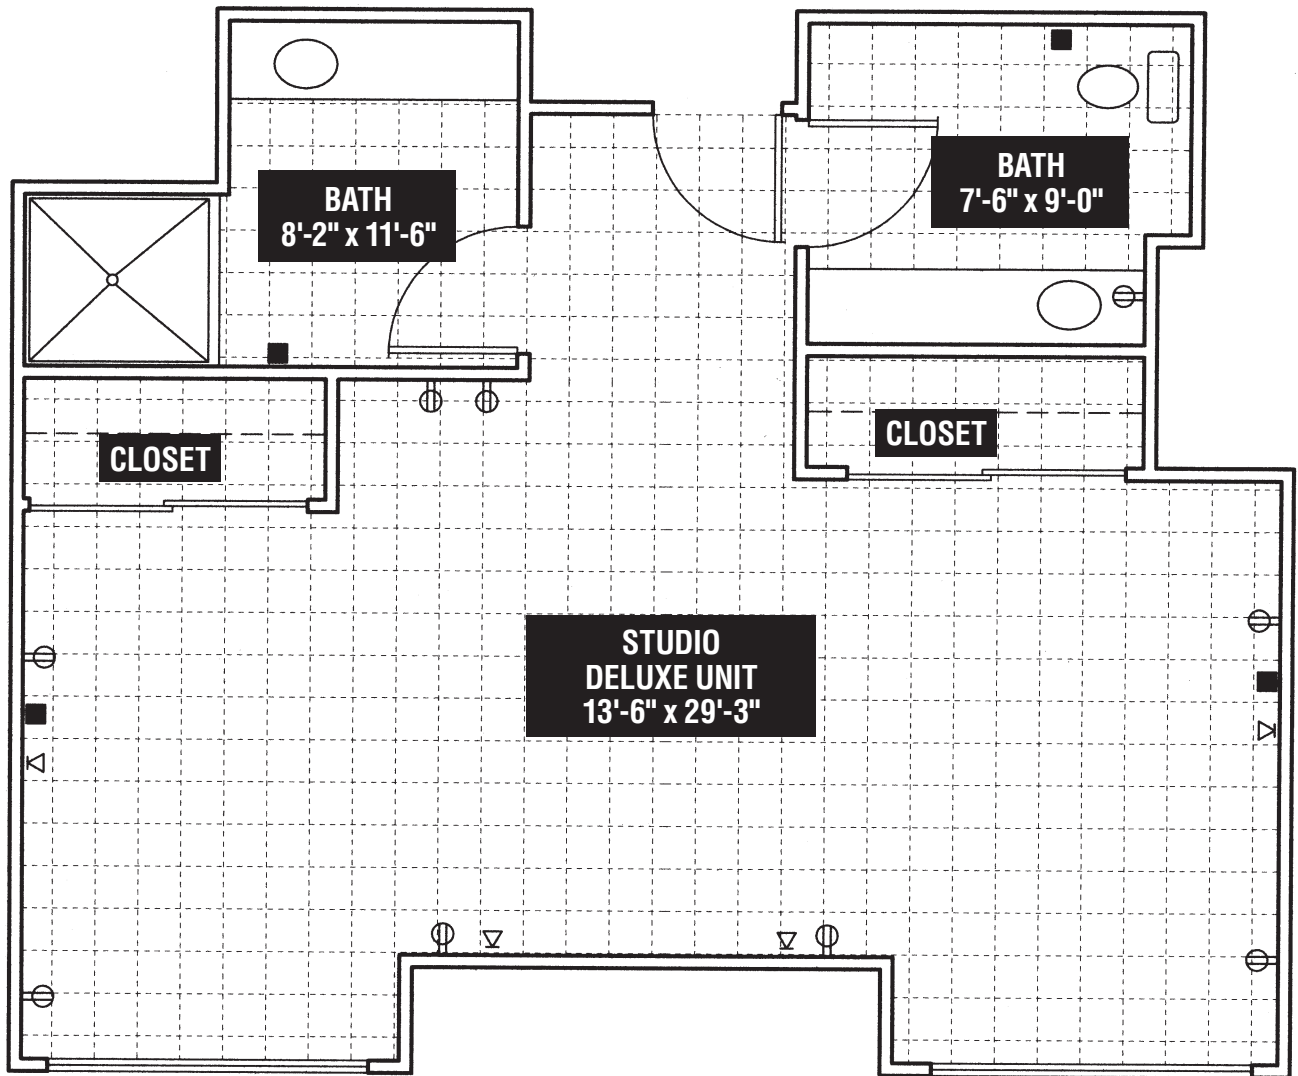 BATH
8'-2" x 11'-6"
BATH
7'-6" x 9'-0"
CLOSET
CLOSET
STUDIO
DELUXE UNIT
13'-6" x 29'-3"